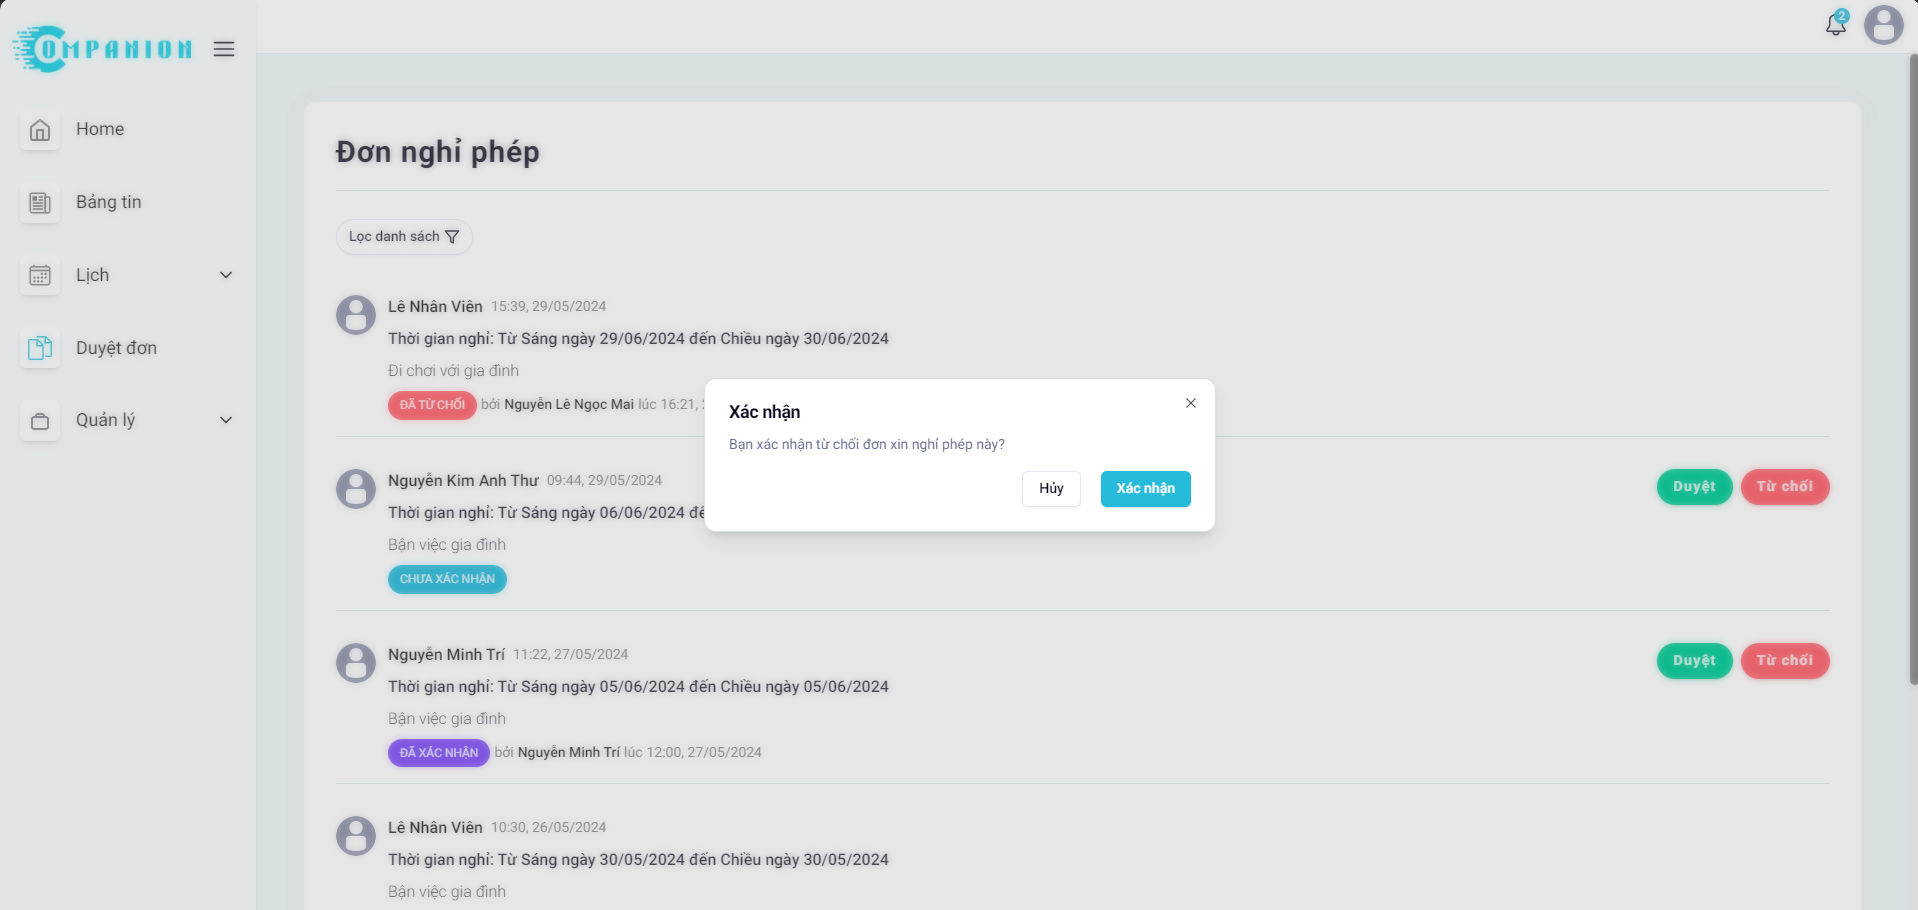 COMPANION
2
Home
Bảng tin
Lịch
Duyệt đơn
Quản lý
Đơn nghỉ phép
Lọc danh sách
Lê Nhân Viên 15:39, 29/05/2024
Thời gian nghỉ: Từ Sáng ngày 29/06/2024 đến Chiều ngày 30/06/2024
Đi chơi với gia đình
ĐÃ TỪ CHỐI bởi Nguyễn Lê Ngọc Mai lúc 16:21,
Xác nhận
Bạn xác nhận từ chối đơn xin nghỉ phép này?
Hủy Xác nhận
Nguyễn Kim Anh Thư 09:44, 29/05/2024
Duyệt Từ chối
Thời gian nghỉ: Từ Sáng ngày 06/06/2024
Bận việc gia đình
CHƯA XÁC NHẬN
Nguyễn Minh Trí 11:22, 27/05/2024
Duyệt Từ chối
Thời gian nghỉ: Từ Sáng ngày 05/06/2024 đến Chiều ngày 05/06/2024
Bận việc gia đình
ĐÃ XÁC NHẬN bởi Nguyễn Minh Trí lúc 12:00, 27/05/2024
Lê Nhân Viên 10:30, 26/05/2024
Thời gian nghỉ: Từ Sáng ngày 30/05/2024 đến Chiều ngày 30/05/2024
Bận việc gia đình